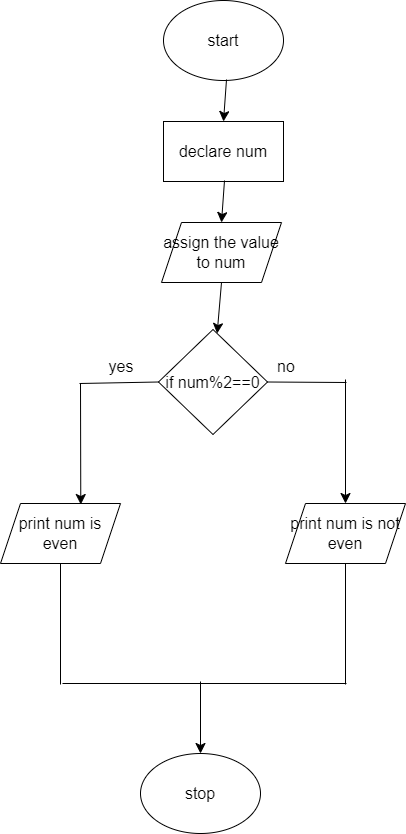 start
declare num
assign the value
to num
if num%2==0
yes
no
print num is
even
print num is not
even
stop